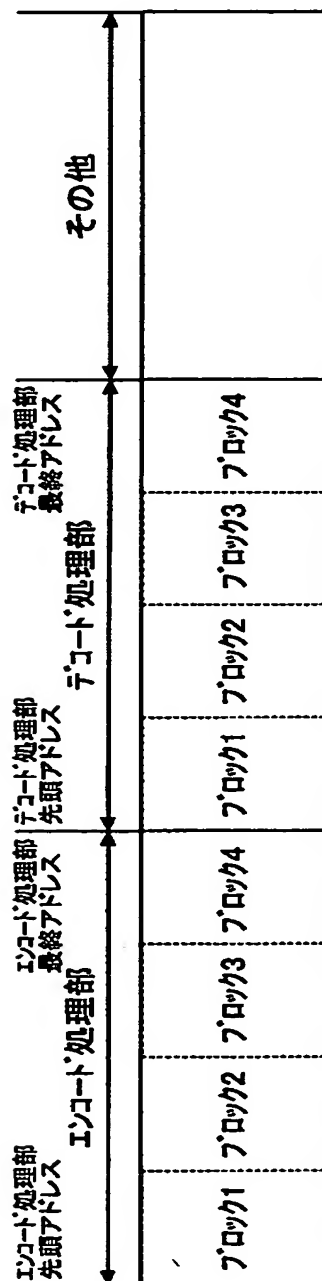 エンコード処理部
先頭アドレス
エンコード処理部
最終アドレス
デコード処理部
先頭アドレス
デコード処理部
最終アドレス
エンコード処理部
デコード処理部
その他
ブロック1
ブロック2
ブロック3
ブロック4
ブロック1
ブロック2
ブロック3
ブロック4